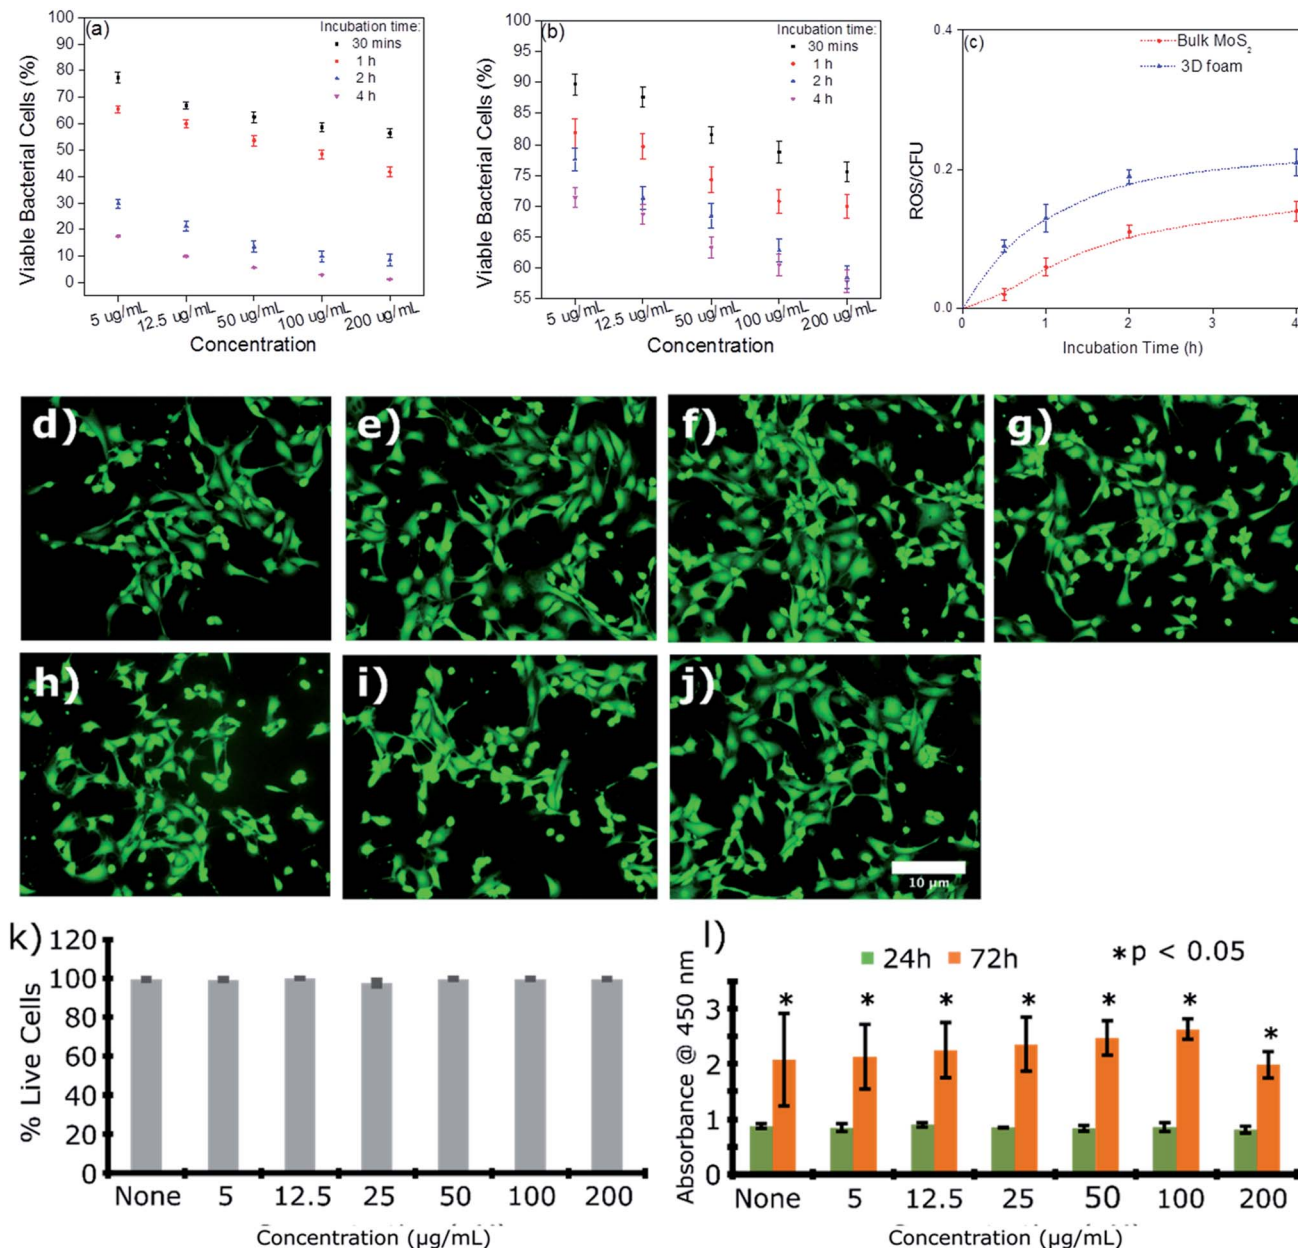 (a)
Incubation time:
30 mins
1 h
2 h
4 h
Viable Bacterial Cells (%)
100
90
80
70
60
50
40
30
20
10
0
5 ug/mL
12.5 ug/mL
50 ug/mL
100 ug/mL
200 ug/mL
Concentration
(b)
Incubation time:
30 mins
1 h
2 h
4 h
Viable Bacterial Cells (%)
100
95
90
85
80
75
70
65
60
55
5 ug/mL
12.5 ug/mL
50 ug/mL
100 ug/mL
200 ug/mL
Concentration
(c)
Bulk MoS2
3D foam
ROS/CFU
0.4
0.2
0.0
0 1 2 3 4
Incubation Time (h)
d) e) f) g)
h) i) j)
10 μm
k)
% Live Cells
120
100
80
60
40
20
0
None 5 12.5 25 50 100 200
Concentration (μg/mL)
l)
24h 72h *p < 0.05
Absorbance @ 450 nm
3
2
1
0
* * * * * * *
None 5 12.5 25 50 100 200
Concentration (μg/mL)